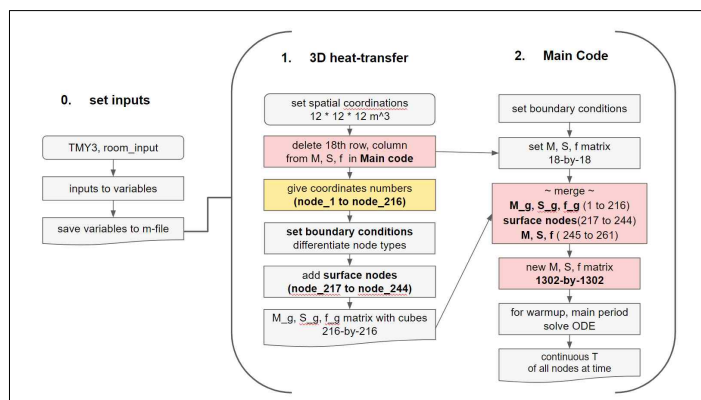 0. set inputs
TMY3, room_input
inputs to variables
save variables to m-file
1. 3D heat-transfer
set spatial coordinations
12 * 12 * 12 m^3
delete 18th row, column
from M, S, f in Main code
give coordinates numbers
(node_1 to node_216)
set boundary conditions
differentiate node types
add surface nodes
(node_217 to node_244)
M_g, S_g, f_g matrix with cubes
216-by-216
2. Main Code
set boundary conditions
set M, S, f matrix
18-by-18
~ merge ~
M_g, S_g, f_g (1 to 216)
surface nodes(217 to 244)
M, S, f ( 245 to 261)
new M, S, f matrix
1302-by-1302
for warmup, main period
solve ODE
continuous T
of all nodes at time